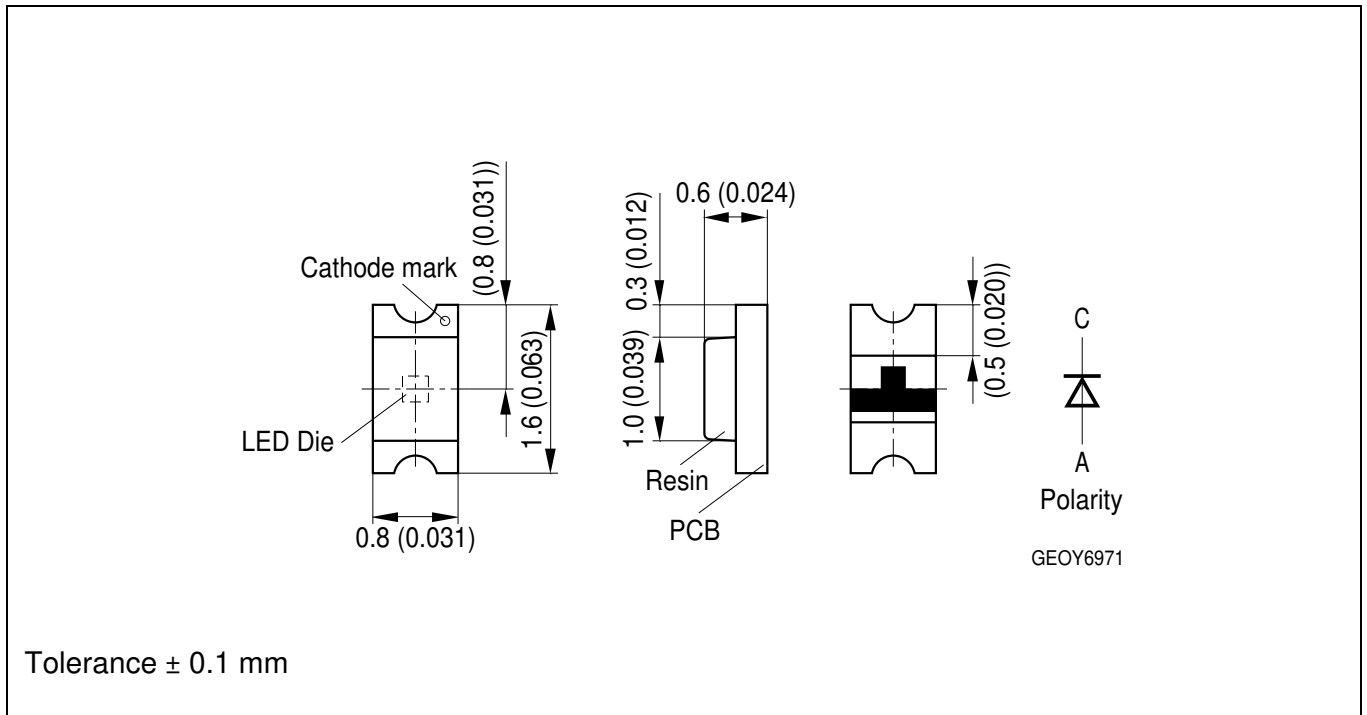 (0.8 (0.031))
Cathode mark
LED Die
1.6 (0.063)
0.8 (0.031)
0.6 (0.024)
0.3 (0.012)
1.0 (0.039)
Resin
PCB
(0.5 (0.020))
C
A
Polarity
GEOY6971
Tolerance ± 0.1 mm